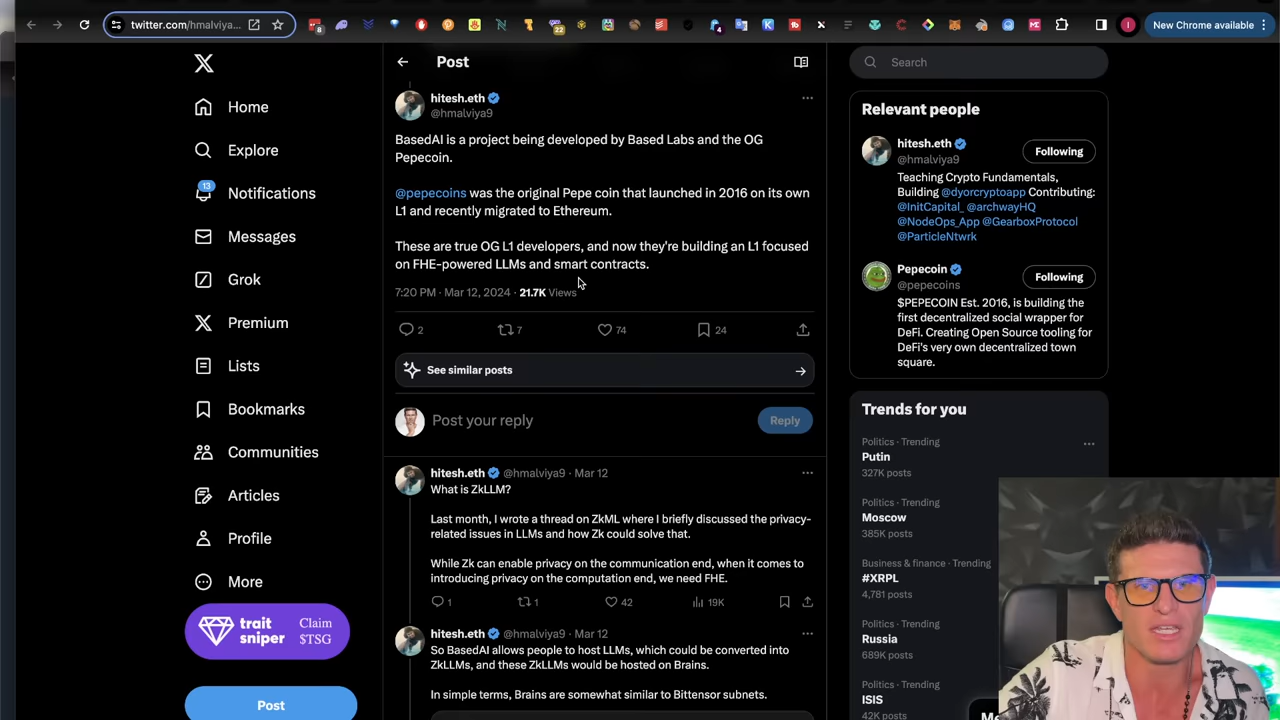 twitter.com/hmalviya...
8
22
4
New Chrome available
Home
Explore
13
Notifications
Messages
Grok
Premium
Lists
Bookmarks
Communities
Articles
Profile
More
trait
sniper
Claim
$TSG
Post
Post
hitesh.eth
@hmalviya9
BasedAI is a project being developed by Based Labs and the OG
Pepecoin.
@pepecoins was the original Pepe coin that launched in 2016 on its own
L1 and recently migrated to Ethereum.
These are true OG L1 developers, and now they're building an L1 focused
on FHE-powered LLMs and smart contracts.
7:20 PM · Mar 12, 2024 · 21.7K Views
2
7
74
24
See similar posts
Post your reply
Reply
hitesh.eth @hmalviya9 · Mar 12
What is ZkLLM?
Last month, I wrote a thread on ZkML where I briefly discussed the privacy-
related issues in LLMs and how Zk could solve that.
While Zk can enable privacy on the communication end, when it comes to
introducing privacy on the computation end, we need FHE.
1
1
42
19K
hitesh.eth @hmalviya9 · Mar 12
So BasedAI allows people to host LLMs, which could be converted into
ZkLLMs, and these ZkLLMs would be hosted on Brains.
In simple terms, Brains are somewhat similar to Bittensor subnets.
Search
Relevant people
hitesh.eth
@hmalviya9
Following
Teaching Crypto Fundamentals,
Building @dyorcryptoapp Contributing:
@InitCapital_ @archwayHQ
@NodeOps_App @GearboxProtocol
@ParticleNtwrk
Pepecoin
@pepecoins
Following
$PEPECOIN Est. 2016, is building the
first decentralized social wrapper for
DeFi. Creating Open Source tooling for
DeFi's very own decentralized town
square.
Trends for you
Politics · Trending
Putin
327K posts
Politics · Trending
Moscow
385K posts
Business & finance · Trending
#XRPL
4,781 posts
Politics · Trending
Russia
689K posts
Politics · Trending
ISIS
42K posts